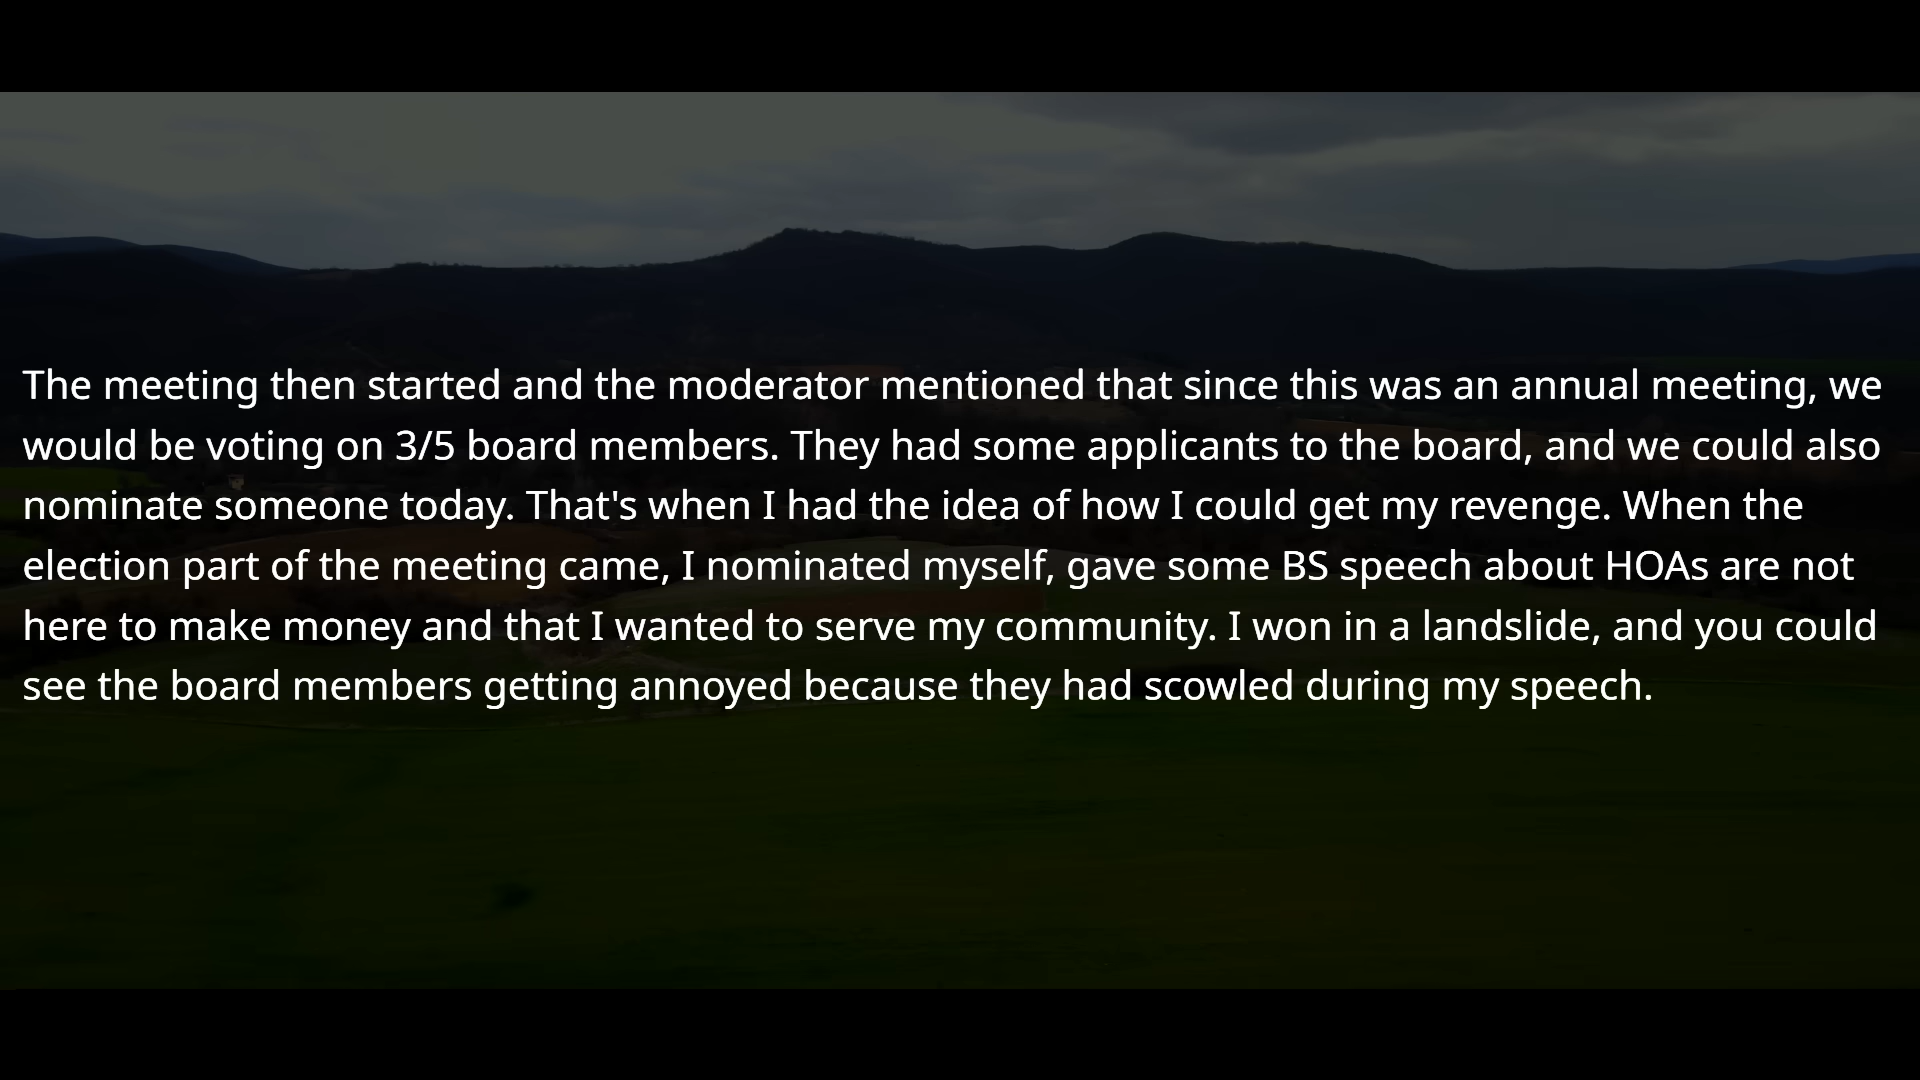 The meeting then started and the moderator mentioned that since this was an annual meeting, we
would be voting on 3/5 board members. They had some applicants to the board, and we could also
nominate someone today. That's when I had the idea of how I could get my revenge. When the
election part of the meeting came, I nominated myself, gave some BS speech about HOAs are not
here to make money and that I wanted to serve my community. I won in a landslide, and you could
see the board members getting annoyed because they had scowled during my speech.